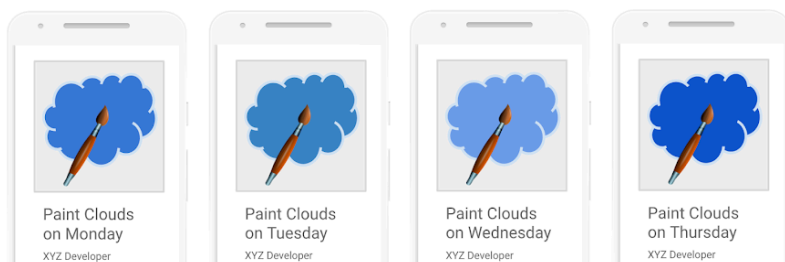 Paint Clouds
on Monday
XYZ Developer
Paint Clouds
on Tuesday
XYZ Developer
Paint Clouds
on Wednesday
XYZ Developer
Paint Clouds
on Thursday
XYZ Developer